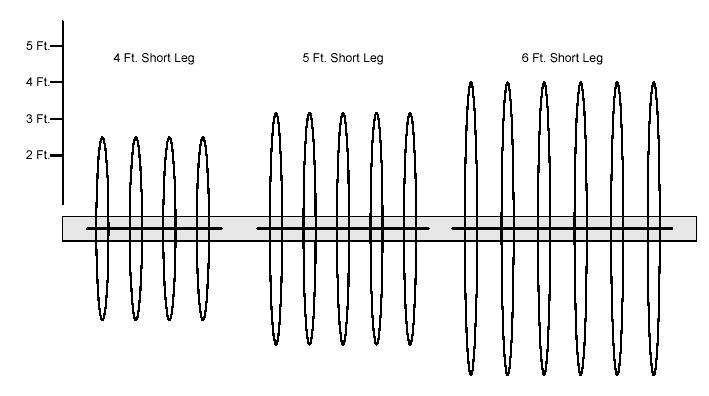 5 Ft.
4 Ft. Short Leg
5 Ft. Short Leg
6 Ft. Short Leg
4 Ft.
3 Ft.
2 Ft.